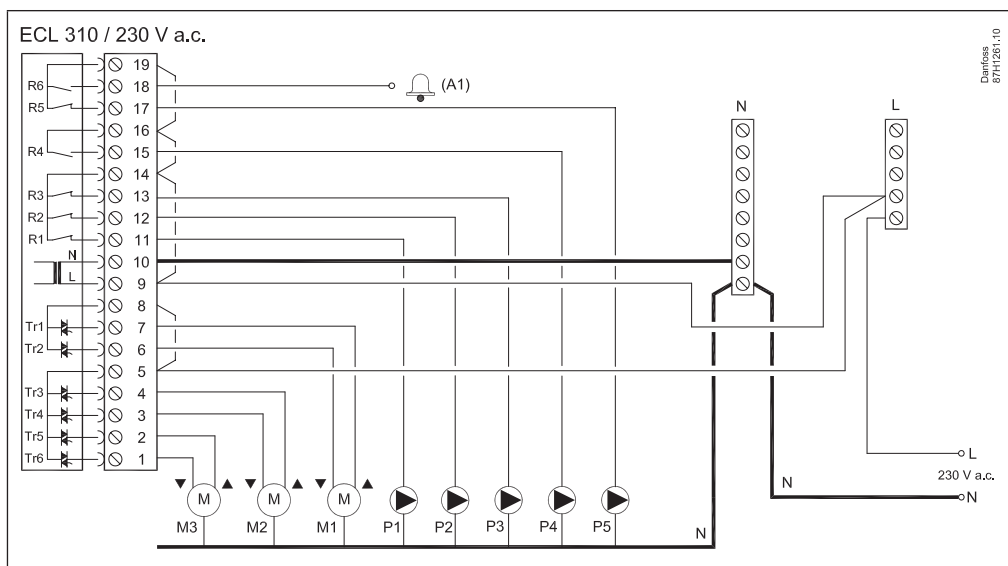 ECL 310 / 230 V a.c.
Danfoss
87H1261.10
19
R6 18 (A1)
R5 17
N
L
16
R4 15
14
R3 13
R2 12
R1 11
N 10
L 9
8
Tr1 7
Tr2 6
5
Tr3 4
Tr4 3
Tr5 2
Tr6 1
L
230 V a.c.
N
N
M
M
M
M3
M2
M1
P1
P2
P3
P4
P5
N